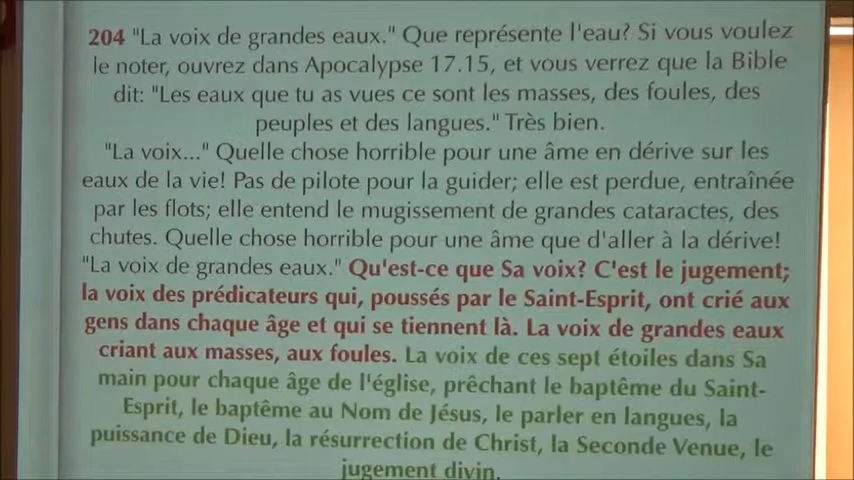 204 "La voix de grandes eaux." Que représente l'eau? Si vous voulez
le noter, ouvrez dans Apocalypse 17.15, et vous verrez que la Bible
dit: "Les eaux que tu as vues ce sont les masses, des foules, des
peuples et des langues." Très bien.
"La voix..." Quelle chose horrible pour une âme en dérive sur les
eaux de la vie! Pas de pilote pour la guider; elle est perdue, entraînée
par les flots; elle entend le mugissement de grandes cataractes, des
chutes. Quelle chose horrible pour une âme que d'aller à la dérive!
"La voix de grandes eaux." Qu'est-ce que Sa voix? C'est le jugement;
la voix des prédicateurs qui, poussés par le Saint-Esprit, ont crié aux
gens dans chaque âge et qui se tiennent là. La voix de grandes eaux
criant aux masses, aux foules. La voix de ces sept étoiles dans Sa
main pour chaque âge de l'église, prêchant le baptême du Saint-
Esprit, le baptême au Nom de Jésus, le parler en langues, la
puissance de Dieu, la résurrection de Christ, la Seconde Venue, le
jugement divin.